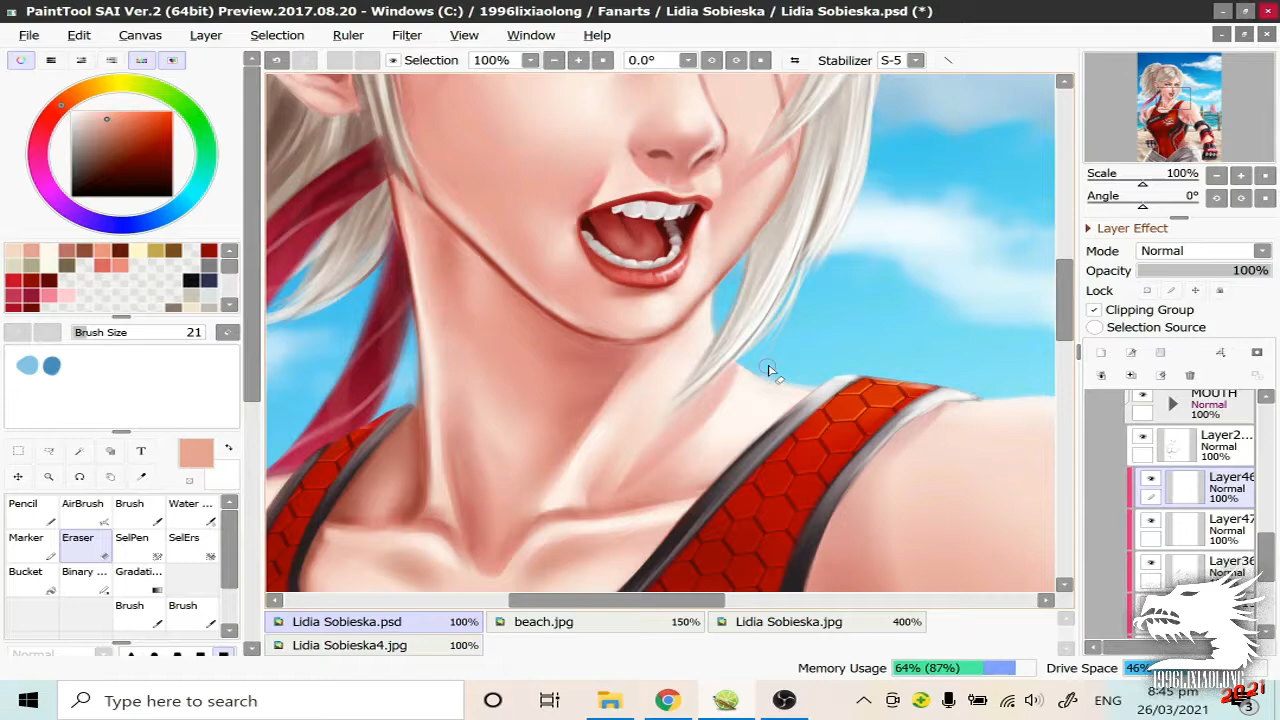 PaintTool SAI Ver.2 (64bit) Preview.2017.08.20 - Windows (C:) / 1996lixiaolong / Fanarts / Lidia Sobieska / Lidia Sobieska.psd (*)
File Edit Canvas Layer Selection Ruler Filter View Window Help
Selection 100% 0.0° Stabilizer S-5
Scale 100%
Angle 0°
Layer Effect
Mode Normal
Opacity 100%
Lock
Clipping Group
Selection Source
Brush Size 21
T
Pencil AirBrush Brush Water ...
Marker Eraser SelPen SelErs
Bucket Binary ... Gradati...
Brush Brush
Normal
MOUTH
Normal
100%
Layer2...
Normal
100%
Layer46
Normal
100%
Layer47
Normal
100%
Layer36
Normal
100%
Lidia Sobieska.psd 100% beach.jpg 150% Lidia Sobieska.jpg 400%
Lidia Sobieska4.jpg 100%
Memory Usage 64% (87%) Drive Space 46%
1996LIXIAOLONG
2021
Type here to search
ENG
8:45 pm
26/03/2021
3